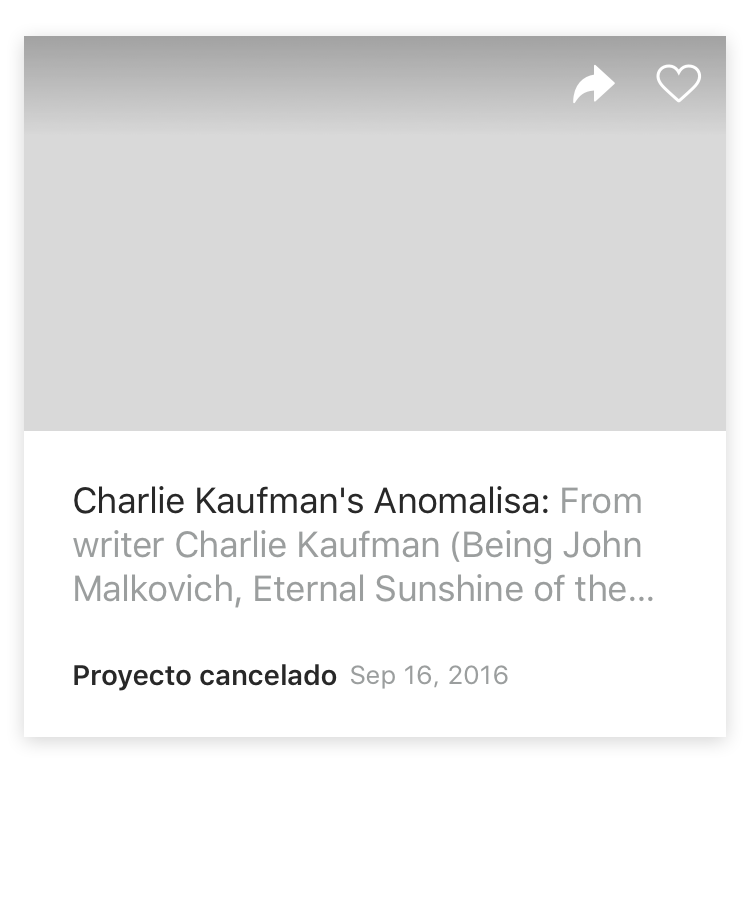 Charlie Kaufman's Anomalisa: From
writer Charlie Kaufman (Being John
Malkovich, Eternal Sunshine of the...
Proyecto cancelado Sep 16, 2016